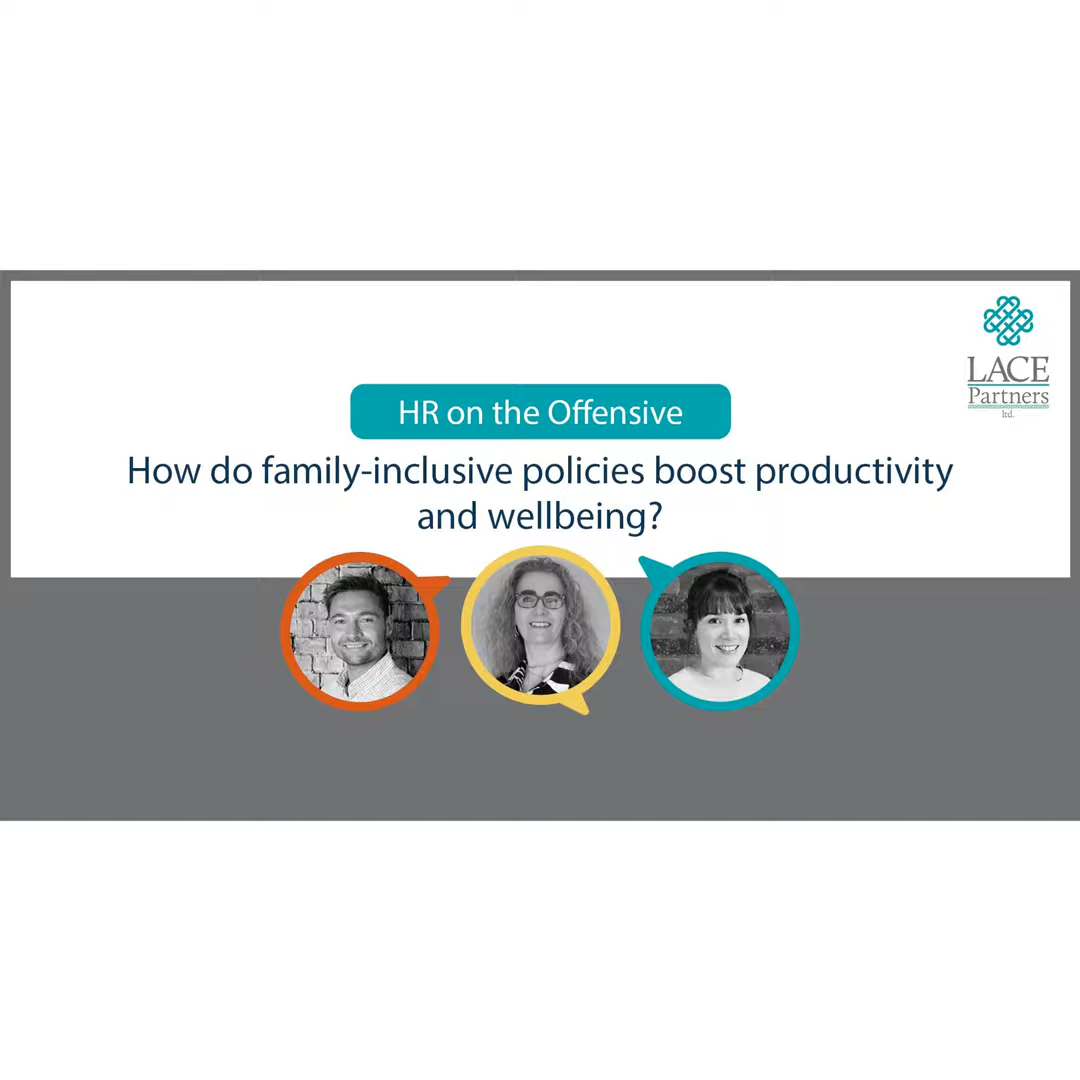 LACE
Partners
ltd.
HR on the Offensive
How do family-inclusive policies boost productivity
and wellbeing?